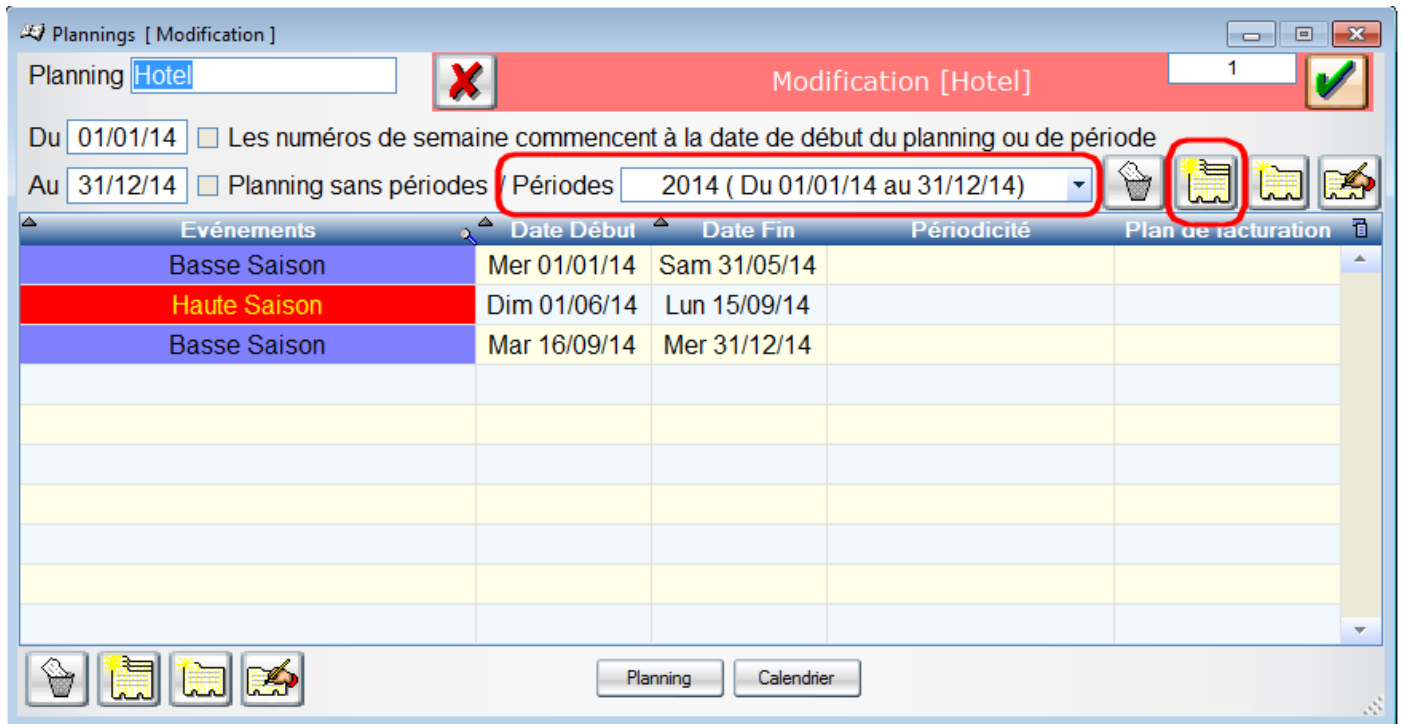 Plannings [ Modification ]
Planning Hotel
Modification [Hotel]
1
Du 01/01/14 Les numéros de semaine commencent à la date de début du planning ou de période
Au 31/12/14 Planning sans périodes / Périodes 2014 ( Du 01/01/14 au 31/12/14)
Evénements Date Début Date Fin Périodicité Plan de facturation
Basse Saison Mer 01/01/14 Sam 31/05/14
Haute Saison Dim 01/06/14 Lun 15/09/14
Basse Saison Mar 16/09/14 Mer 31/12/14
Planning Calendrier